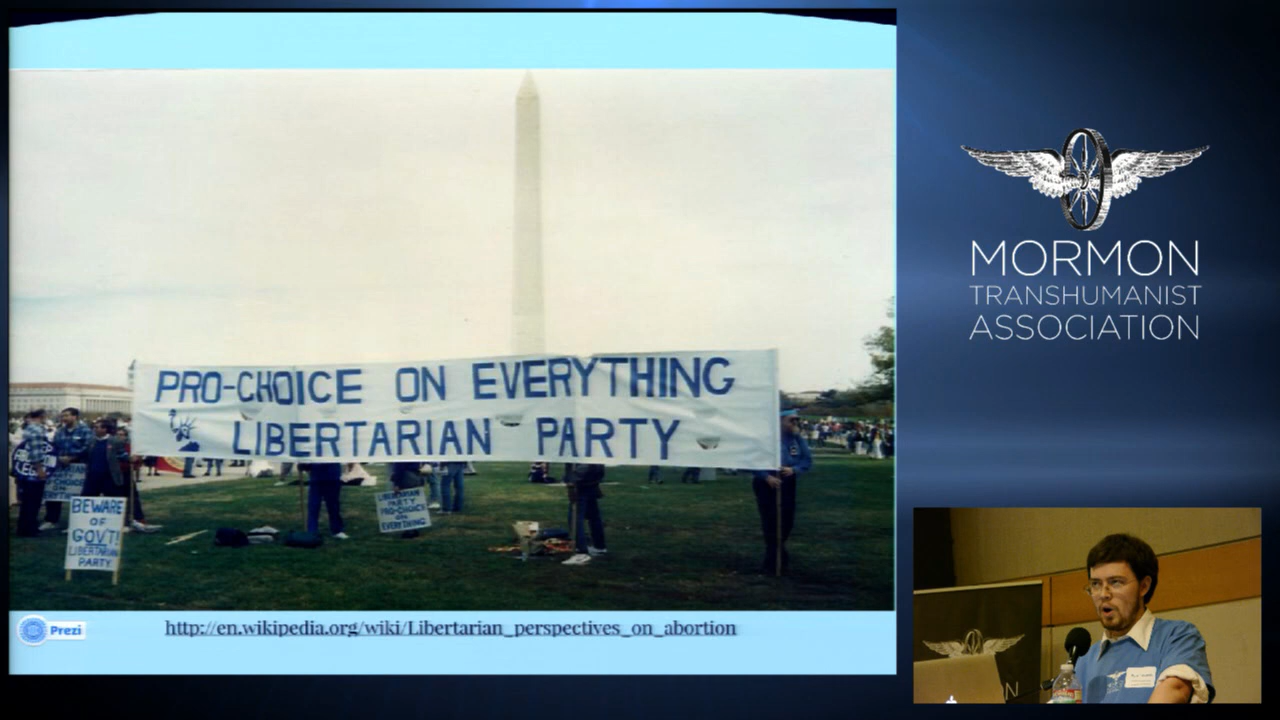 PRO-CHOICE ON EVERYTHING
LIBERTARIAN PARTY
BEWARE
OF
GOV'T!
LIBERTARIAN
PARTY
LIBERTARIAN
PARTY
PRO-CHOICE
ON
EVERYTHING
Prezi
http://en.wikipedia.org/wiki/Libertarian_perspectives_on_abortion
MORMON
TRANSHUMANIST
ASSOCIATION